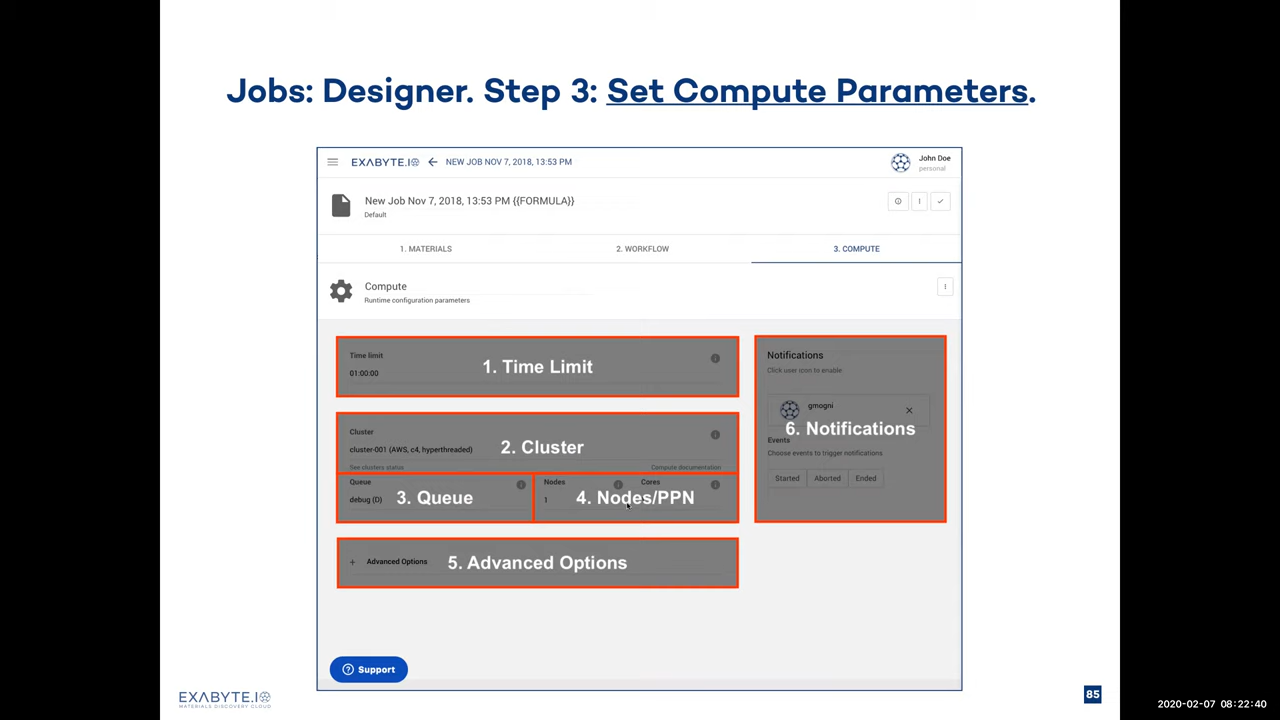 Jobs: Designer. Step 3: Set Compute Parameters.
EXABYTE.IO
NEW JOB NOV 7, 2018, 13:53 PM
John Doe
personal
New Job Nov 7, 2018, 13:53 PM {{FORMULA}}
Default
1. MATERIALS
2. WORKFLOW
3. COMPUTE
Compute
Runtime configuration parameters
Time limit
01:00:00
1. Time Limit
Cluster
cluster-001 (AWS, c4, hyperthreaded)
2. Cluster
See clusters status
Compute documentation
Queue
debug (D)
3. Queue
Nodes
1
Cores
4. Nodes/PPN
+ Advanced Options
5. Advanced Options
Notifications
Click user icon to enable
gmogni
6. Notifications
Events
Choose events to trigger notifications
Started
Aborted
Ended
Support
EXABYTE.IO
MATERIALS DISCOVERY CLOUD
85
2020-02-07 08:22:40